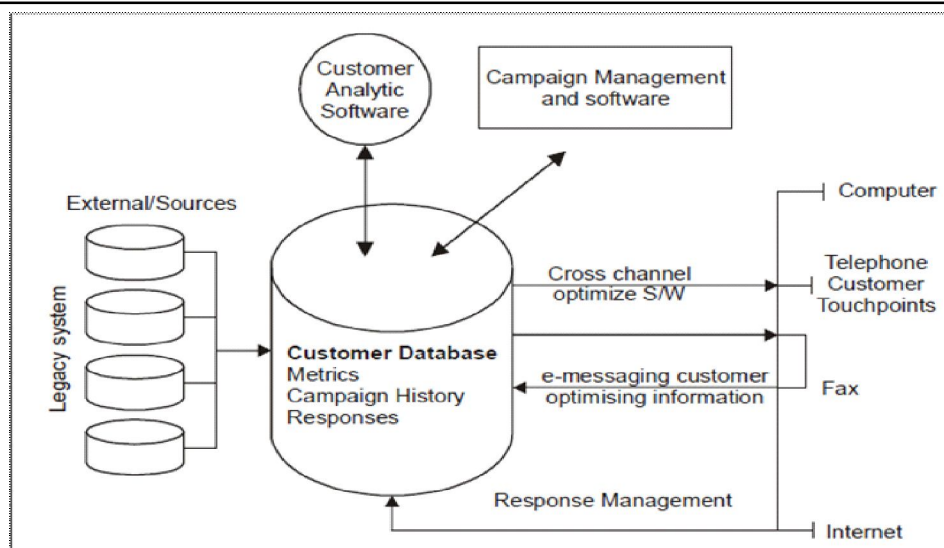 Customer
Analytic
Software
Campaign Management
and software
External/Sources
Legacy system
Computer
Cross channel
optimize S/W
Telephone
Customer
Touchpoints
Customer Database
Metrics
Campaign History
Responses
e-messaging customer
optimising information
Fax
Response Management
Internet